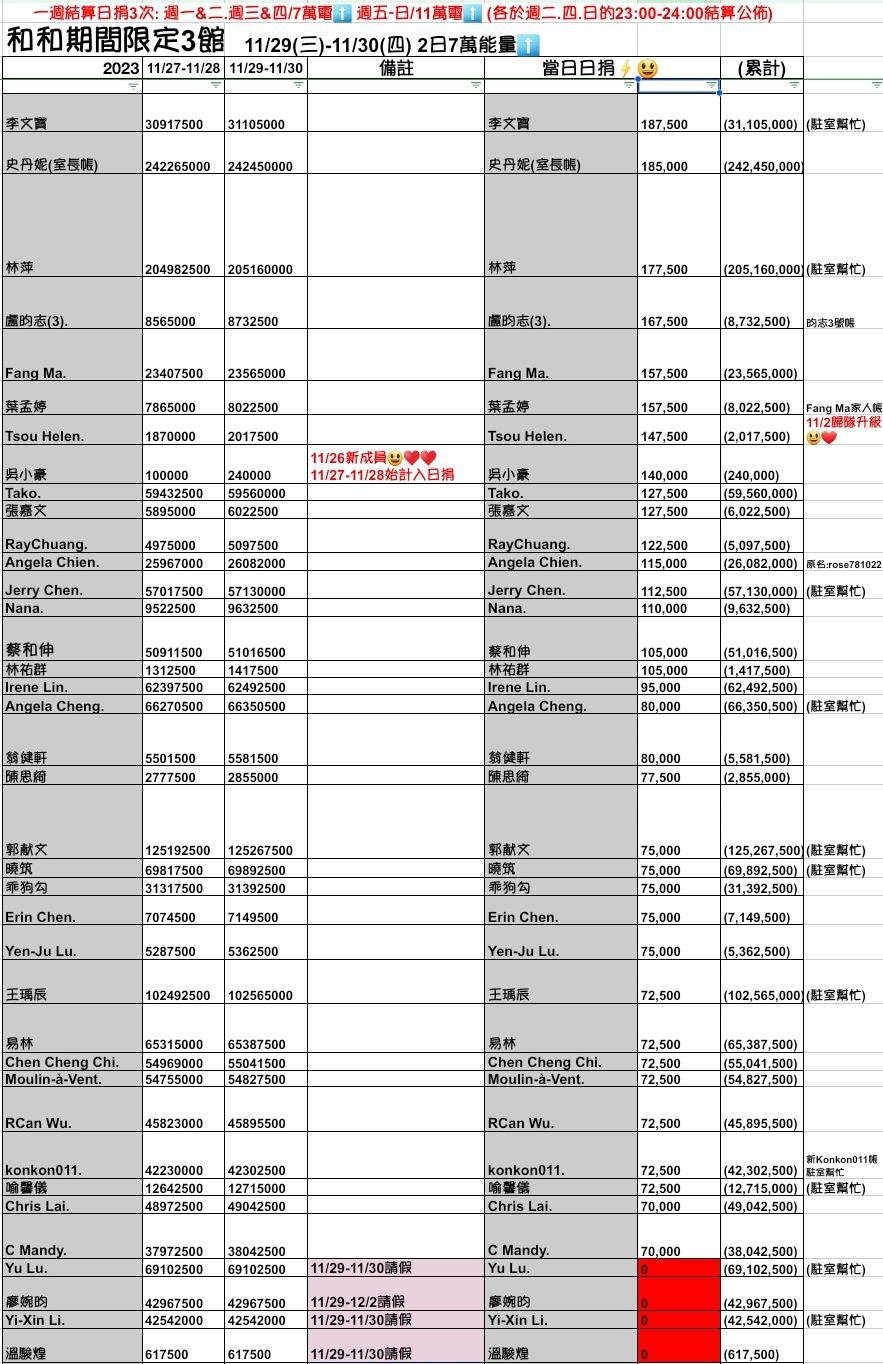 一週結算日捐3次: 週一&二.週三&四/7萬電⬆️ 週五-日/11萬電⬆️ (各於週二.四.日的23:00-24:00結算公佈)
和和期間限定3館 11/29(三)-11/30(四) 2日7萬能量⬆️
2023 11/27-11/28 11/29-11/30 備註 當日日捐⚡😃 (累計)
李文寶 30917500 31105000 李文寶 187,500 (31,105,000) (駐室幫忙)
史丹妮(室長帳) 242265000 242450000 史丹妮(室長帳) 185,000 (242,450,000)
林萍 204982500 205160000 林萍 177,500 (205,160,000) (駐室幫忙)
盧昀志(3). 8565000 8732500 盧昀志(3). 167,500 (8,732,500) 昀志3號帳
Fang Ma. 23407500 23565000 Fang Ma. 157,500 (23,565,000)
葉孟婷 7865000 8022500 葉孟婷 157,500 (8,022,500) Fang Ma家人帳
Tsou Helen. 1870000 2017500 Tsou Helen. 147,500 (2,017,500) 11/2歸隊升級😃❤️
吳小豪 100000 240000 11/26新成員😃❤️❤️
11/27-11/28始計入日捐 吳小豪 140,000 (240,000)
Tako. 59432500 59560000 Tako. 127,500 (59,560,000)
張嘉文 5895000 6022500 張嘉文 127,500 (6,022,500)
RayChuang. 4975000 5097500 RayChuang. 122,500 (5,097,500)
Angela Chien. 25967000 26082000 Angela Chien. 115,000 (26,082,000) 原名:rose781022
Jerry Chen. 57017500 57130000 Jerry Chen. 112,500 (57,130,000) (駐室幫忙)
Nana. 9522500 9632500 Nana. 110,000 (9,632,500)
蔡和伸 50911500 51016500 蔡和伸 105,000 (51,016,500)
林祐群 1312500 1417500 林祐群 105,000 (1,417,500)
Irene Lin. 62397500 62492500 Irene Lin. 95,000 (62,492,500)
Angela Cheng. 66270500 66350500 Angela Cheng. 80,000 (66,350,500) (駐室幫忙)
翁健軒 5501500 5581500 翁健軒 80,000 (5,581,500)
陳思綺 2777500 2855000 陳思綺 77,500 (2,855,000)
郭献文 125192500 125267500 郭献文 75,000 (125,267,500) (駐室幫忙)
曉筑 69817500 69892500 曉筑 75,000 (69,892,500) (駐室幫忙)
乖狗勾 31317500 31392500 乖狗勾 75,000 (31,392,500)
Erin Chen. 7074500 7149500 Erin Chen. 75,000 (7,149,500)
Yen-Ju Lu. 5287500 5362500 Yen-Ju Lu. 75,000 (5,362,500)
王瑀辰 102492500 102565000 王瑀辰 72,500 (102,565,000) (駐室幫忙)
易林 65315000 65387500 易林 72,500 (65,387,500)
Chen Cheng Chi. 54969000 55041500 Chen Cheng Chi. 72,500 (55,041,500)
Moulin-à-Vent. 54755000 54827500 Moulin-à-Vent. 72,500 (54,827,500)
RCan Wu. 45823000 45895500 RCan Wu. 72,500 (45,895,500)
konkon011. 42230000 42302500 konkon011. 72,500 (42,302,500) 新Konkon011帳
駐室幫忙
喻馨儀 12642500 12715000 喻馨儀 72,500 (12,715,000) (駐室幫忙)
Chris Lai. 48972500 49042500 Chris Lai. 70,000 (49,042,500)
C Mandy. 37972500 38042500 C Mandy. 70,000 (38,042,500)
Yu Lu. 69102500 69102500 11/29-11/30請假 Yu Lu. 0 (69,102,500) (駐室幫忙)
廖婉昀 42967500 42967500 11/29-12/2請假 廖婉昀 0 (42,967,500)
Yi-Xin Li. 42542000 42542000 11/29-11/30請假 Yi-Xin Li. 0 (42,542,000) (駐室幫忙)
溫駿煌 617500 617500 11/29-11/30請假 溫駿煌 0 (617,500)